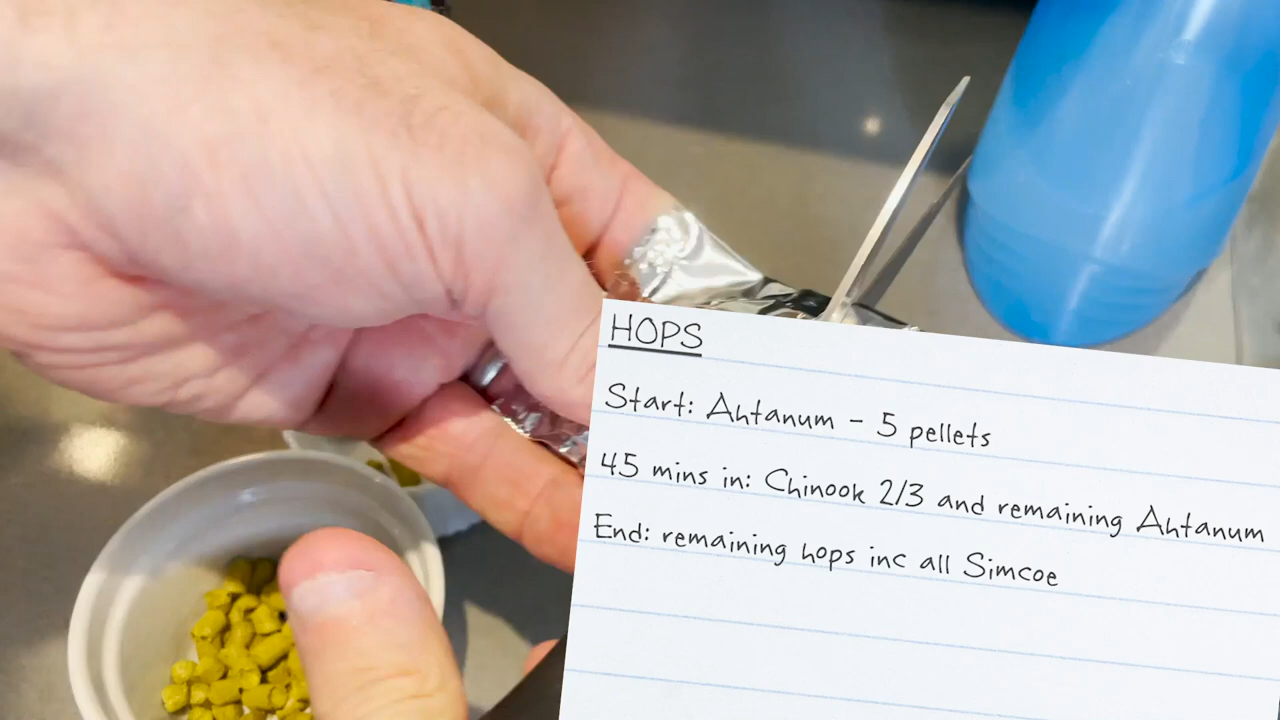 HOPS
Start: Ahtanum - 5 pellets
45 mins in: Chinook 2/3 and remaining Ahtanum
End: remaining hops inc all Simcoe